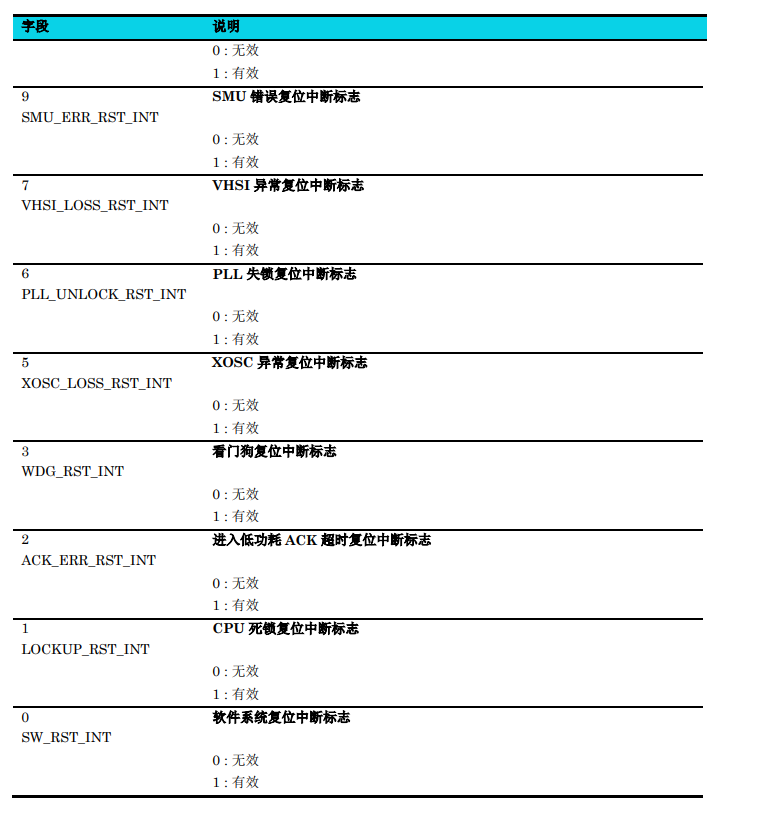 字段 说明
0 : 无效
1 : 有效
9 SMU 错误复位中断标志
SMU_ERR_RST_INT
0 : 无效
1 : 有效
7 VHSI 异常复位中断标志
VHSI_LOSS_RST_INT
0 : 无效
1 : 有效
6 PLL 失锁复位中断标志
PLL_UNLOCK_RST_INT
0 : 无效
1 : 有效
5 XOSC 异常复位中断标志
XOSC_LOSS_RST_INT
0 : 无效
1 : 有效
3 看门狗复位中断标志
WDG_RST_INT
0 : 无效
1 : 有效
2 进入低功耗 ACK 超时复位中断标志
ACK_ERR_RST_INT
0 : 无效
1 : 有效
1 CPU 死锁复位中断标志
LOCKUP_RST_INT
0 : 无效
1 : 有效
0 软件系统复位中断标志
SW_RST_INT
0 : 无效
1 : 有效